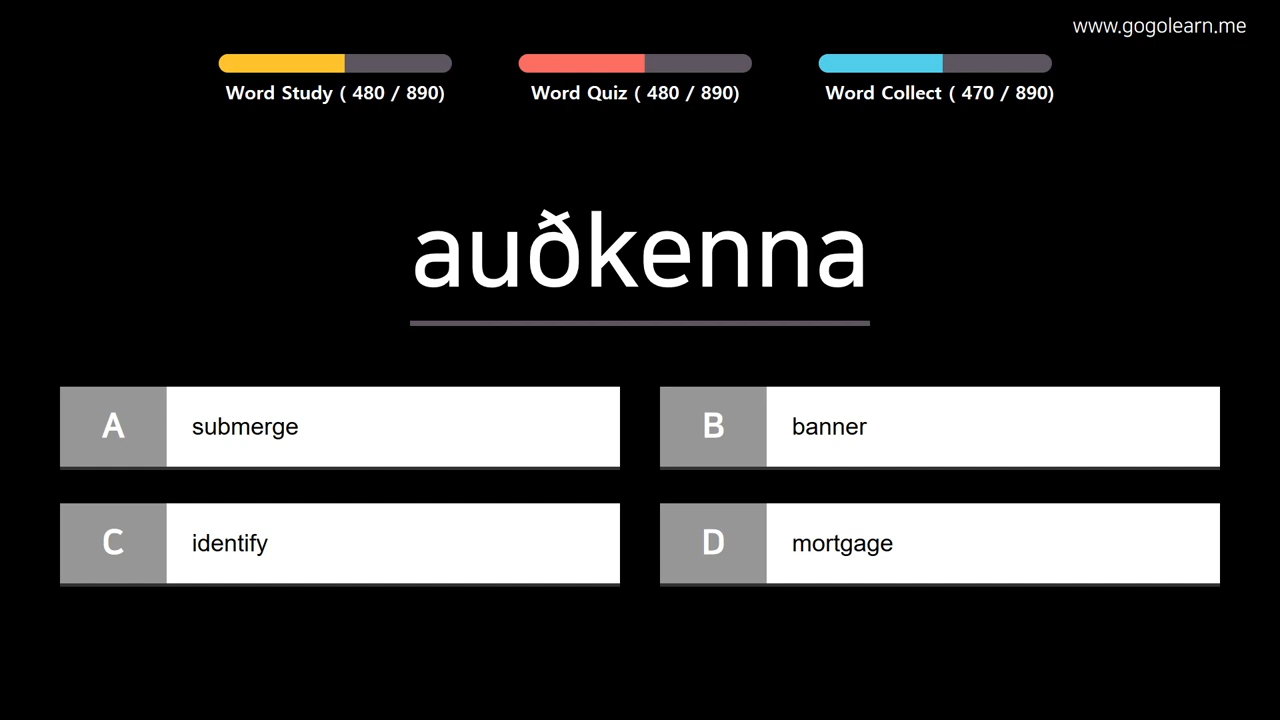 www.gogolearn.me
Word Study ( 480 / 890)
Word Quiz ( 480 / 890)
Word Collect ( 470 / 890)
auðkenna
A submerge
B banner
C identify
D mortgage